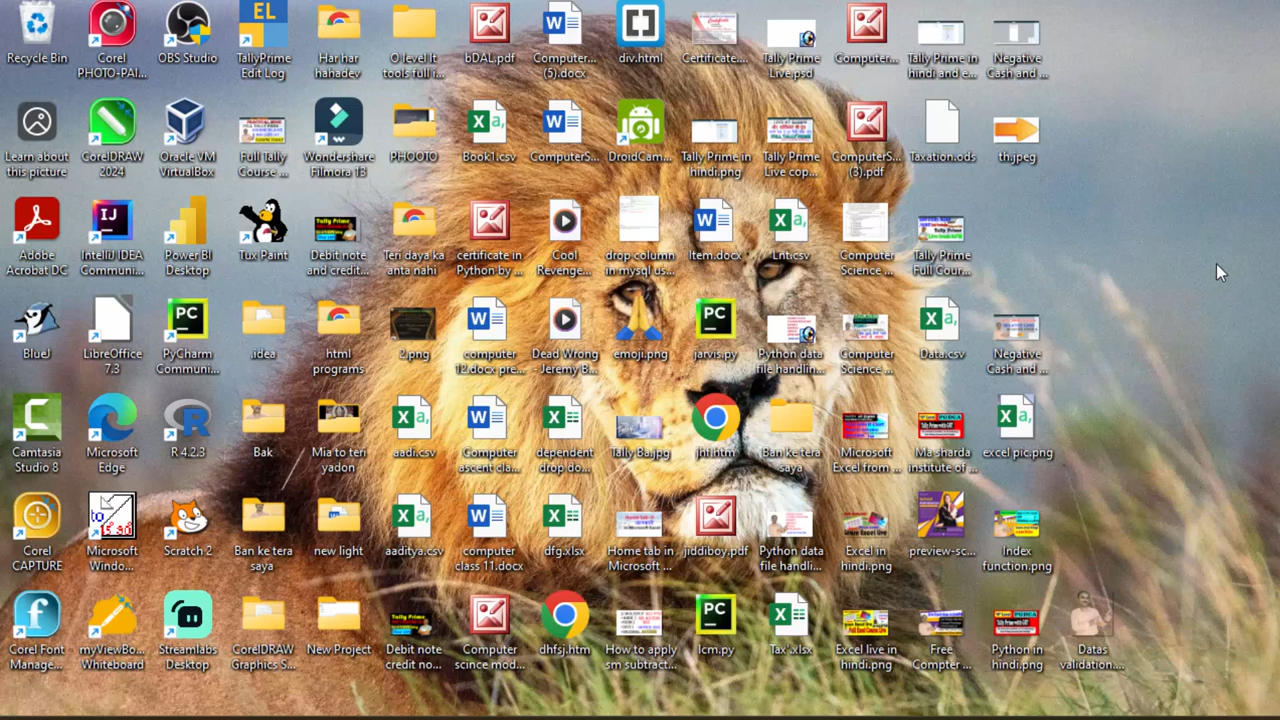 Recycle Bin
Corel PHOTO-PAI...
OBS Studio
TallyPrime Edit Log
Har har hahadev
O level It tools full i...
bDAL.pdf
Computer... (5).docx
div.html
Certificate....
Tally Prime Live.psd
Computer...
Tally Prime in hindi and e...
Negative Cash and ...
Learn about this picture
CorelDRAW 2024
Oracle VM VirtualBox
Full Tally Course ...
Wondershare Filmora 13
PHOOTO
Book1.csv
ComputerS...
DroidCam...
Tally Prime in hindi.png
Tally Prime Live cop...
ComputerS... (3).pdf
Taxation.ods
th.jpeg
Adobe Acrobat DC
IntelliJ IDEA Communi...
Power BI Desktop
Tux Paint
Debit note and credit...
Teri daya ka anta nahi
certificate in Python by ...
Cool Revenge...
drop column in mysql us...
Item.docx
Lnt.csv
Computer Science ...
Tally Prime Full Cour...
BlueJ
LibreOffice 7.3
PyCharm Communi...
.idea
html programs
2.png
computer 12.docx pre...
Dead Wrong - Jeremy B...
emoji.png
jarvis.py
Python data file handlin...
Computer Science ...
Data.csv
Negative Cash and ...
Camtasia Studio 8
Microsoft Edge
R 4.2.3
Bak
Mia to teri yadon
aadi.csv
Computer ascent cla...
dependent drop do...
Tally Ba.jpg
jhf.htm
Ban ke tera saya
Microsoft Excel from ...
Ma sharda institute of ...
excel pic.png
Corel CAPTURE
Microsoft Windo...
Scratch 2
Ban ke tera saya
new light
aaditya.csv
computer class 11.docx
dfg.xlsx
Home tab in Microsoft ...
jiddiboy.pdf
Python data file handli...
Excel in hindi.png
preview-sc...
Index function.png
Corel Font Manage...
myViewBo... Whiteboard
Streamlabs Desktop
CorelDRAW Graphics S...
New Project
Debit note credit no...
Computer scince mod...
dhfsj.htm
How to apply sm subtract...
lcm.py
Tax .xlsx
Excel live in hindi.png
Free Compter ...
Python in hindi.png
Datas validation....